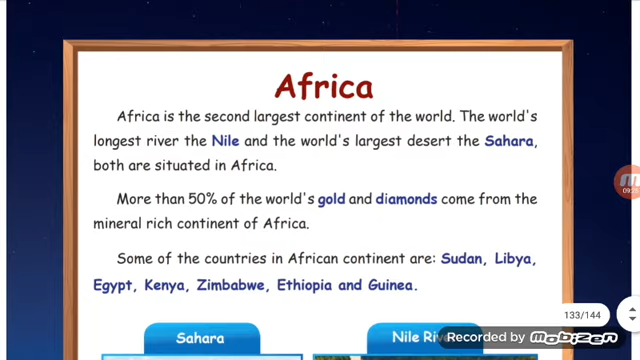 Africa
Africa is the second largest continent of the world. The world's
longest river the Nile and the world's largest desert the Sahara,
both are situated in Africa.
More than 50% of the world's gold and diamonds come from the
mineral rich continent of Africa.
Some of the countries in African continent are: Sudan, Libya,
Egypt, Kenya, Zimbabwe, Ethiopia and Guinea.
133/144
Sahara
Nile
Recorded by mobizen